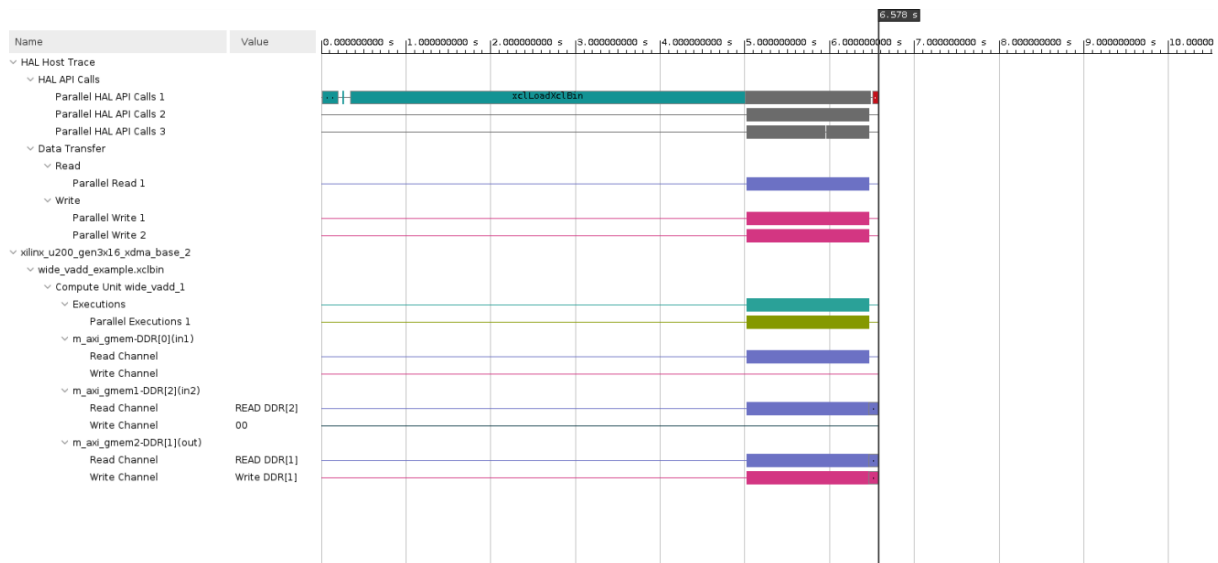 6.578 s
Name Value 0.000000000 s 1.000000000 s 2.000000000 s 3.000000000 s 4.000000000 s 5.000000000 s 6.000000000 s 7.000000000 s 8.000000000 s 9.000000000 s 10.00000
HAL Host Trace
HAL API Calls
Parallel HAL API Calls 1 xclLoadXclBin
Parallel HAL API Calls 2
Parallel HAL API Calls 3
Data Transfer
Read
Parallel Read 1
Write
Parallel Write 1
Parallel Write 2
xilinx_u200_gen3x16_xdma_base_2
wide_vadd_example.xclbin
Compute Unit wide_vadd_1
Executions
Parallel Executions 1
m_axi_gmem-DDR[0](in1)
Read Channel
Write Channel
m_axi_gmem1-DDR[2](in2)
Read Channel READ DDR[2]
Write Channel 00
m_axi_gmem2-DDR[1](out)
Read Channel READ DDR[1]
Write Channel Write DDR[1]